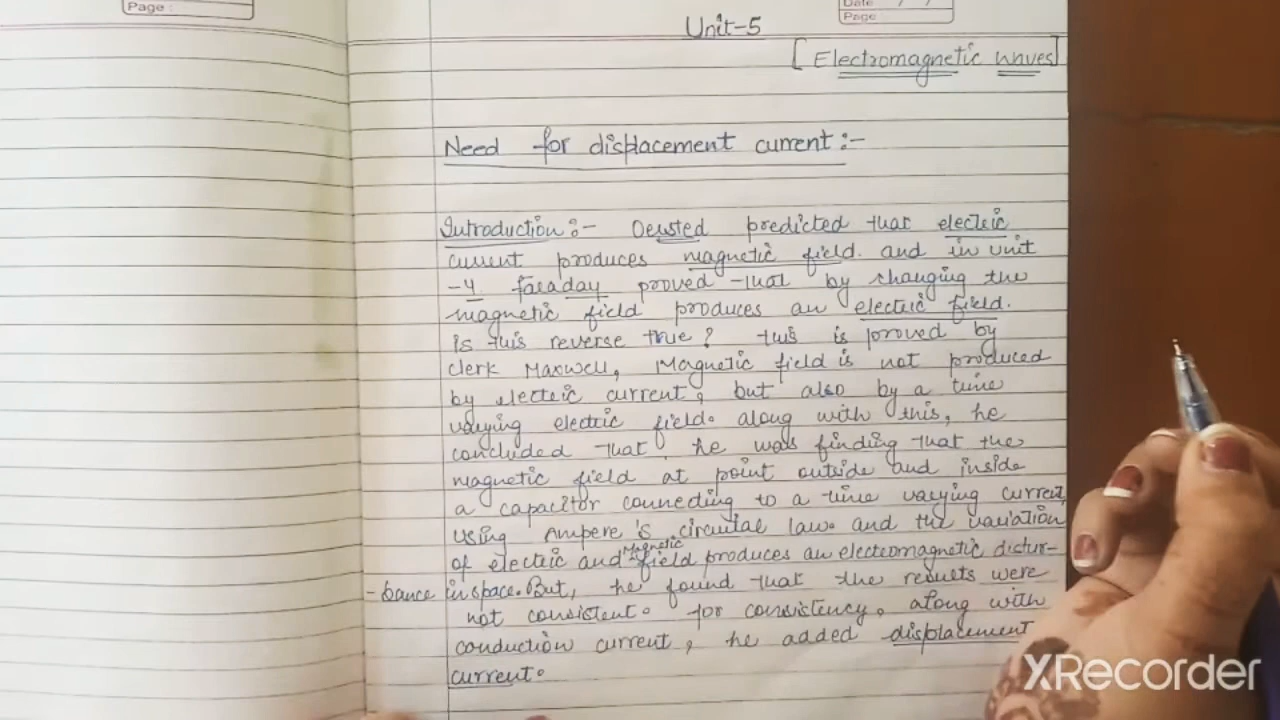 Page :
Date / /
Page :
Unit-5
[Electromagnetic waves]
Need for displacement current :-
Introduction :- Oersted predicted that electric
current produces magnetic field. and in unit
-4 faraday proved that by changing the
magnetic field produces an electric field.
Is this reverse true? This is proved by
Clerk Maxwell, Magnetic field is not produced
by electric current, but also by a time
varying electric field. along with this, he
concluded that, he was finding that the
magnetic field at point outside and inside
a capacitor conneding to a time varying current,
using Ampere's circuital law. and the variation
of electric and Magnetic field produces an electromagnetic distur-
-bance in space. But, he found that the results were
not consistent. for consistency, along with
conduction current, he added displacement
current.
XRecorder